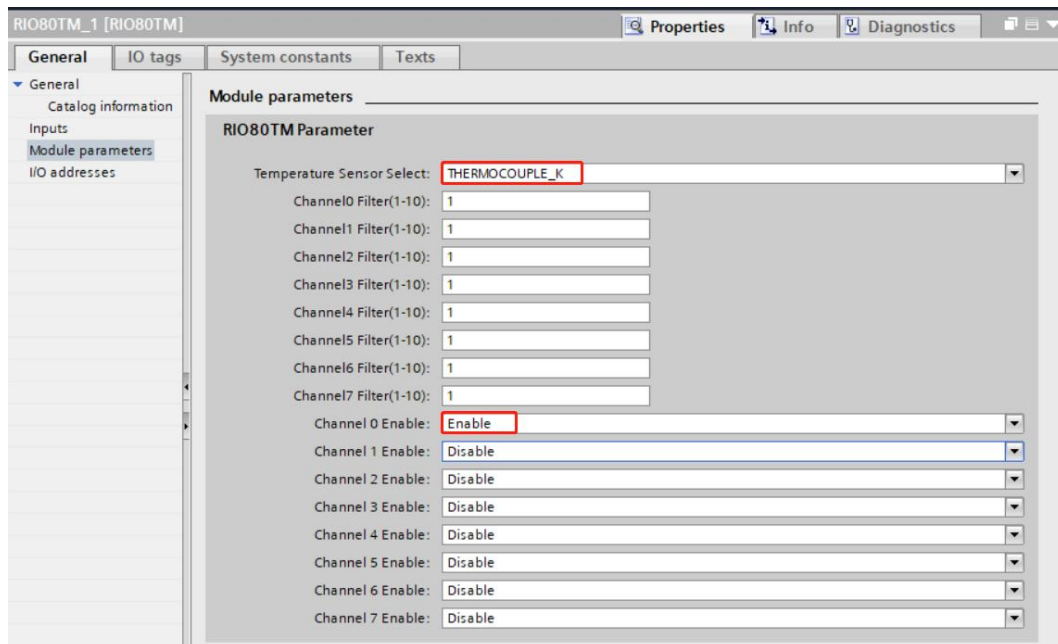 RIO80TM_1 [RIO80TM]
Properties
Info
Diagnostics
General
IO tags
System constants
Texts
General
Catalog information
Inputs
Module parameters
I/O addresses
Module parameters
RIO80TM Parameter
Temperature Sensor Select: THERMOCOUPLE_K
Channel0 Filter(1-10): 1
Channel1 Filter(1-10): 1
Channel2 Filter(1-10): 1
Channel3 Filter(1-10): 1
Channel4 Filter(1-10): 1
Channel5 Filter(1-10): 1
Channel6 Filter(1-10): 1
Channel7 Filter(1-10): 1
Channel 0 Enable: Enable
Channel 1 Enable: Disable
Channel 2 Enable: Disable
Channel 3 Enable: Disable
Channel 4 Enable: Disable
Channel 5 Enable: Disable
Channel 6 Enable: Disable
Channel 7 Enable: Disable